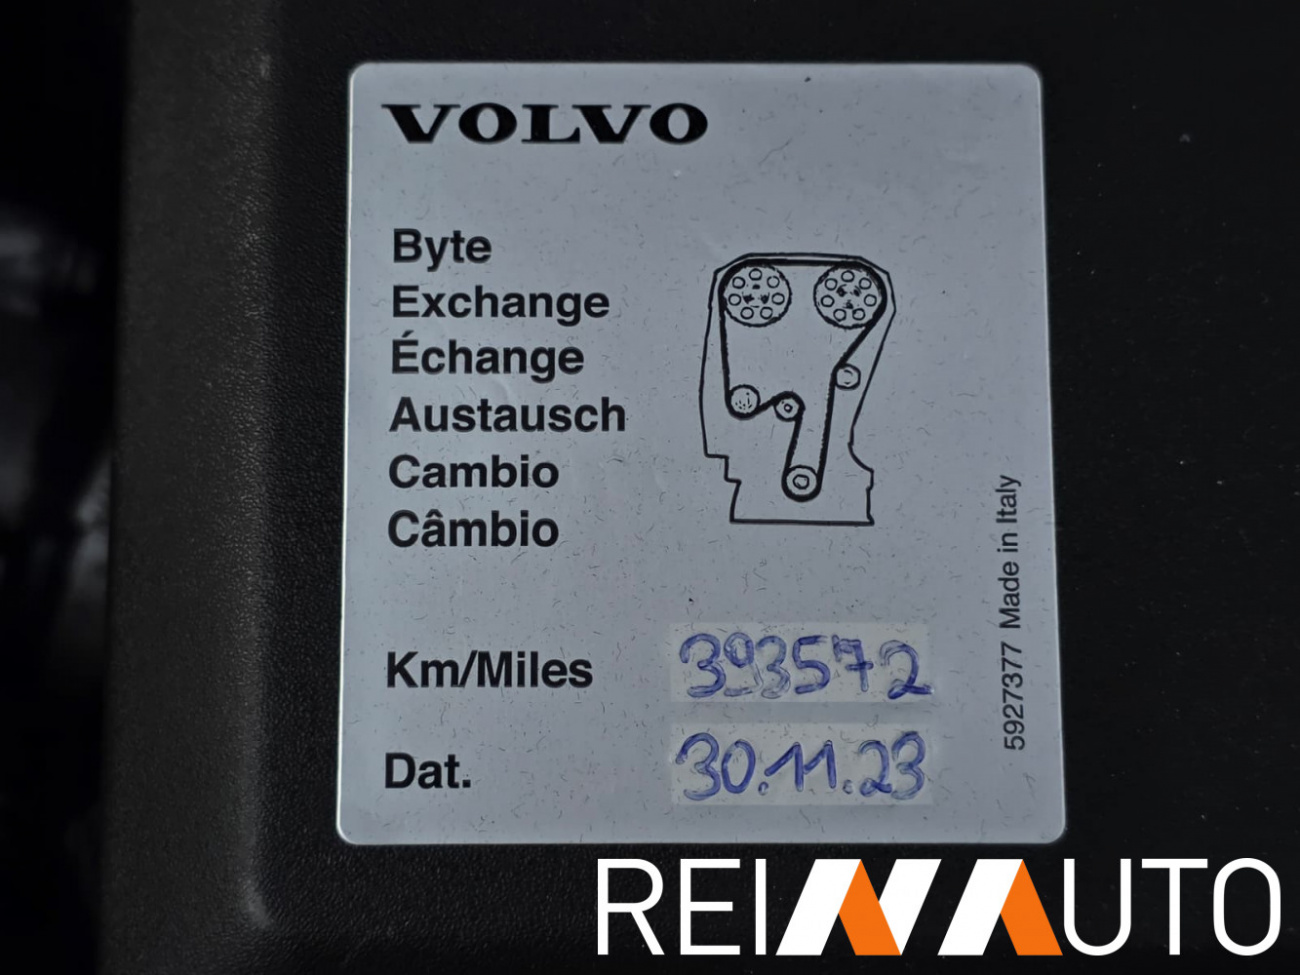 VOLVO
Byte
Exchange
Échange
Austausch
Cambio
Câmbio
Km/Miles 393572
Dat. 30.11.23
5927377 Made in Italy
REINAUTO